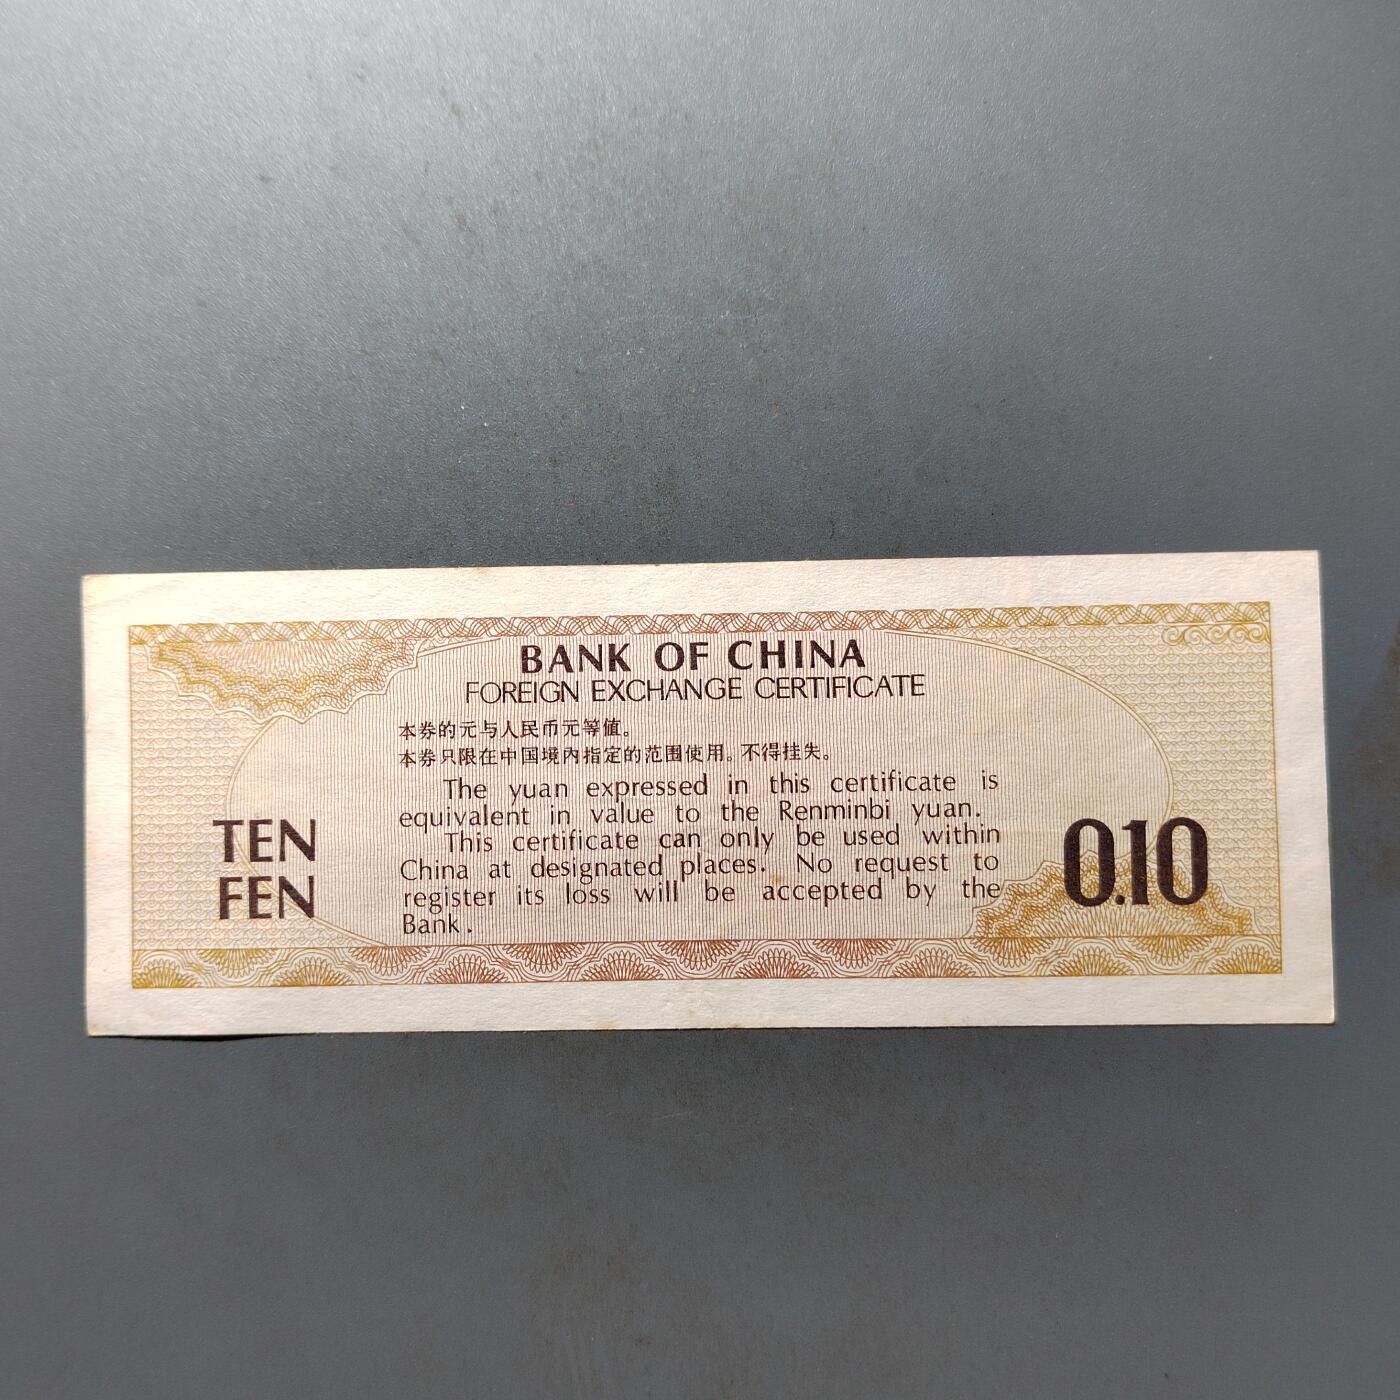 BANK OF CHINA
FOREIGN EXCHANGE CERTIFICATE
本券的元与人民币元等值。
本券只限在中国境内指定的范围使用。不得挂失。
The yuan expressed in this certificate is
equivalent in value to the Renminbi yuan.
This certificate can only be used within
China at designated places. No request to
register its loss will be accepted by the
Bank.
TEN
FEN
0.10